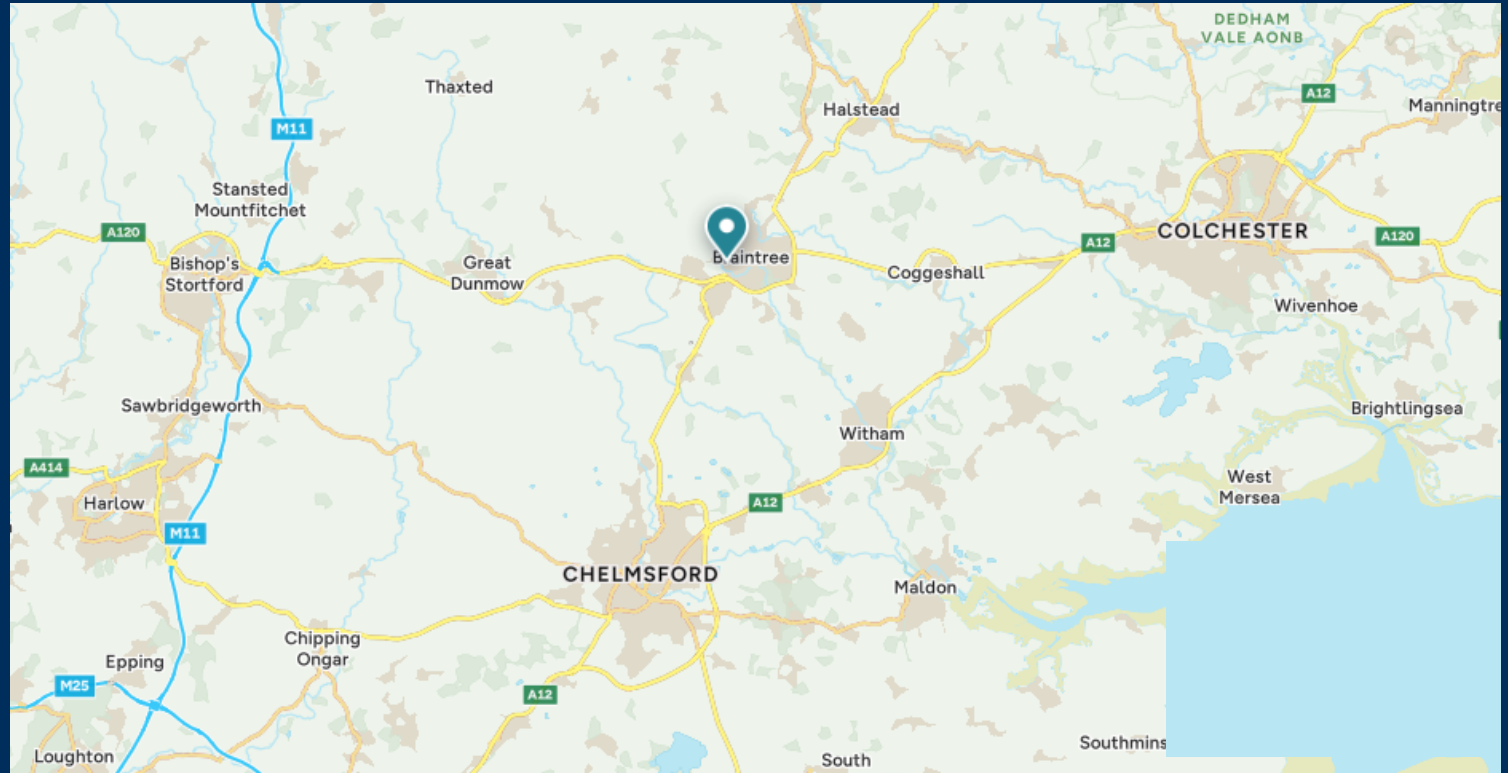 DEDHAM
VALE AONB
Thaxted
A12
Halstead
Manningtre
M11
Stansted
Mountfitchet
A120
COLCHESTER
A120
A12
Braintree
Bishop's
Stortford
Great
Dunmow
Coggeshall
Wivenhoe
Sawbridgeworth
Brightlingsea
Witham
A414
West
Mersea
Harlow
A12
M11
CHELMSFORD
Maldon
Chipping
Ongar
Epping
M25
A12
Southmins
Loughton
South